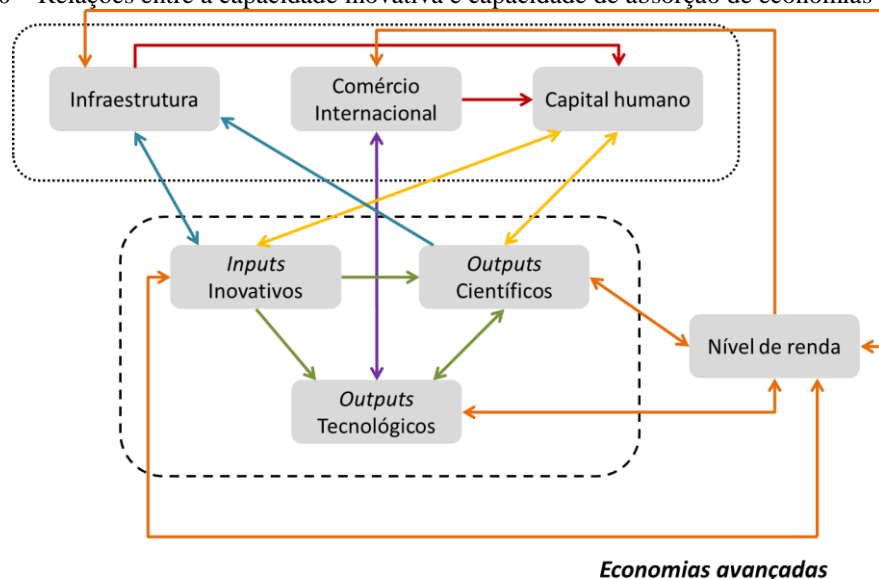 Relações entre a capacidade inovativa e capacidade de absorção de economias
Infraestrutura
Comércio
Internacional
Capital humano
Inputs
Inovativos
Outputs
Científicos
Nível de renda
Outputs
Tecnológicos
Economias avançadas